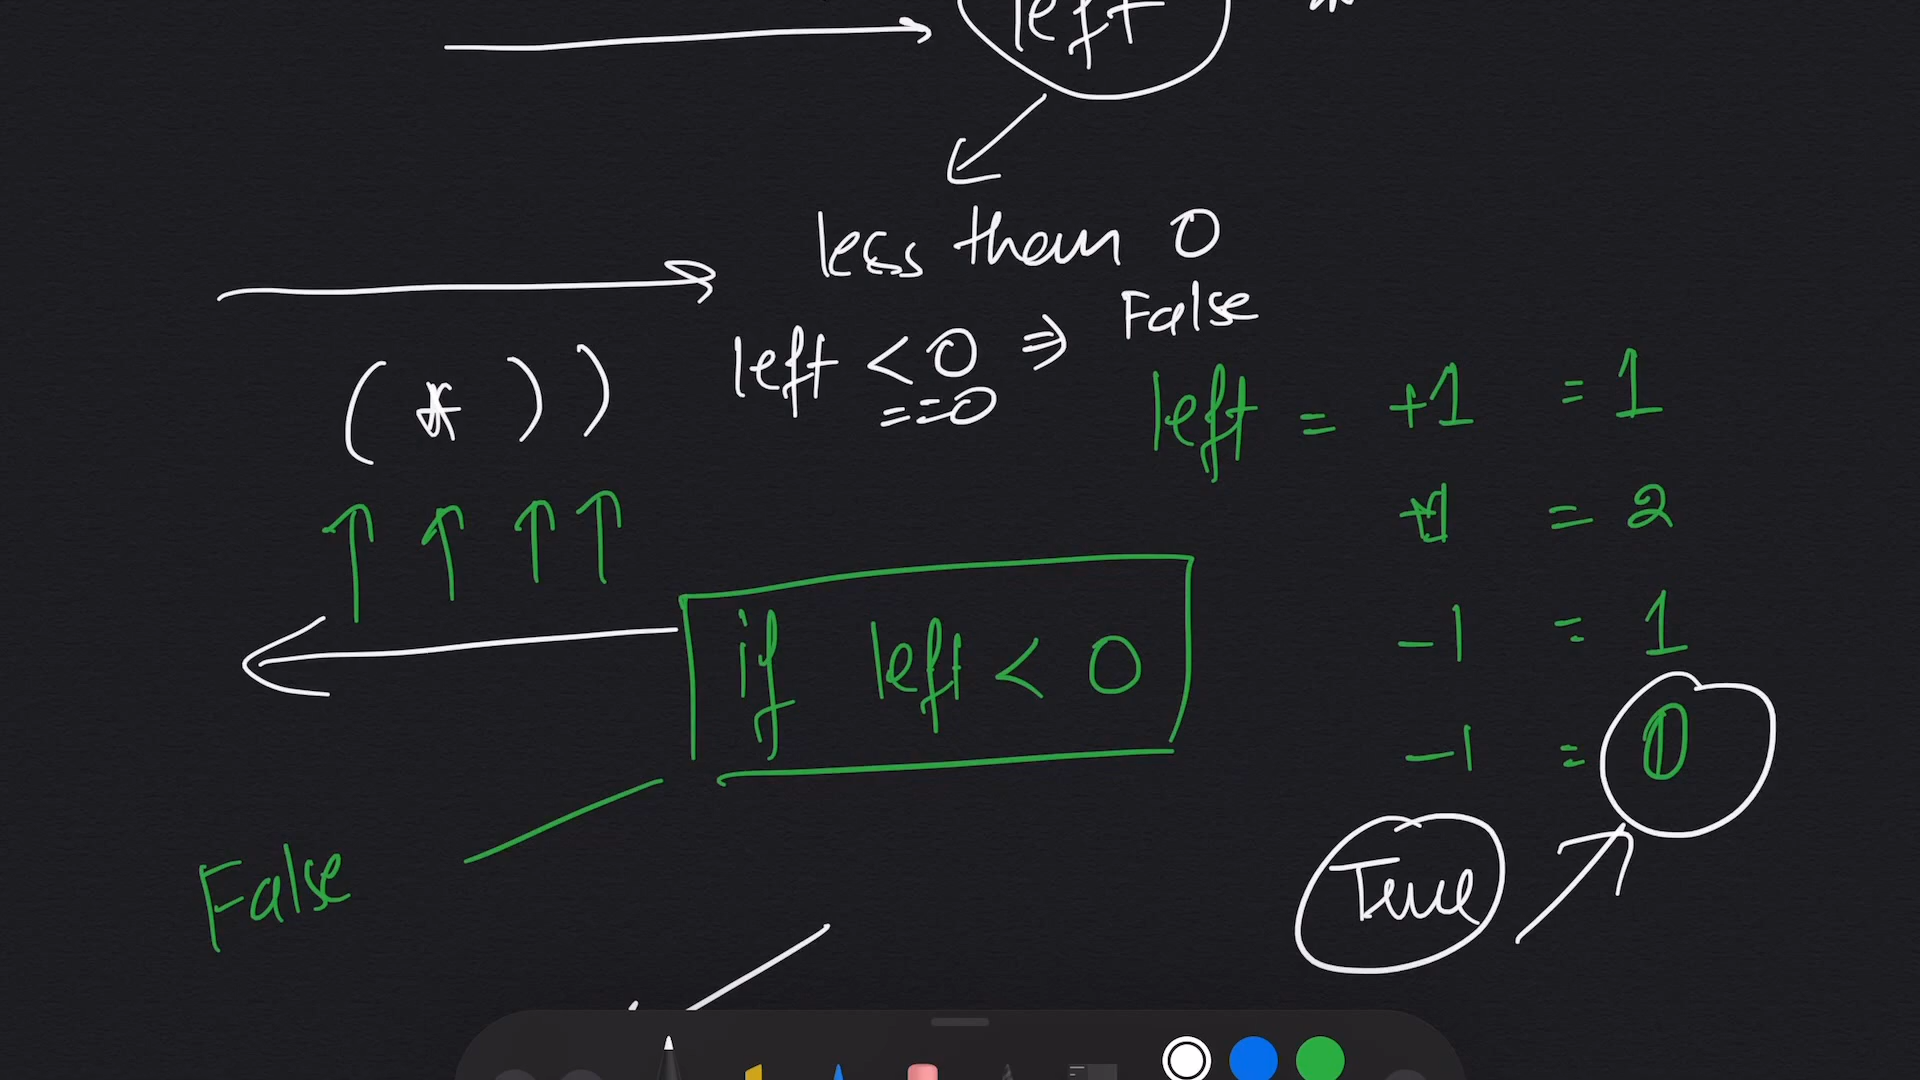 left *
less than 0
left < 0 ⇒ False
== 0
( * ) )
left = +1 = 1
= 2
-1 = 1
-1 = 0
if left < 0
True
False